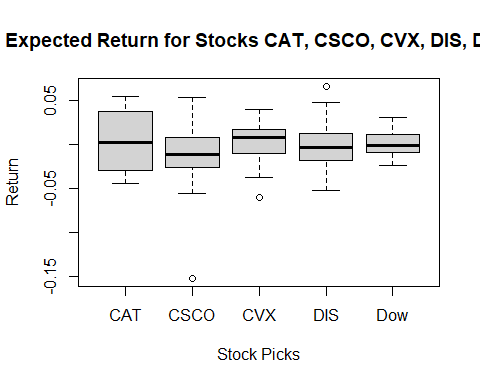 Expected Return for Stocks CAT, CSCO, CVX, DIS, D
0.05
-0.05
-0.15
Return
CAT CSCO CVX DIS Dow
Stock Picks